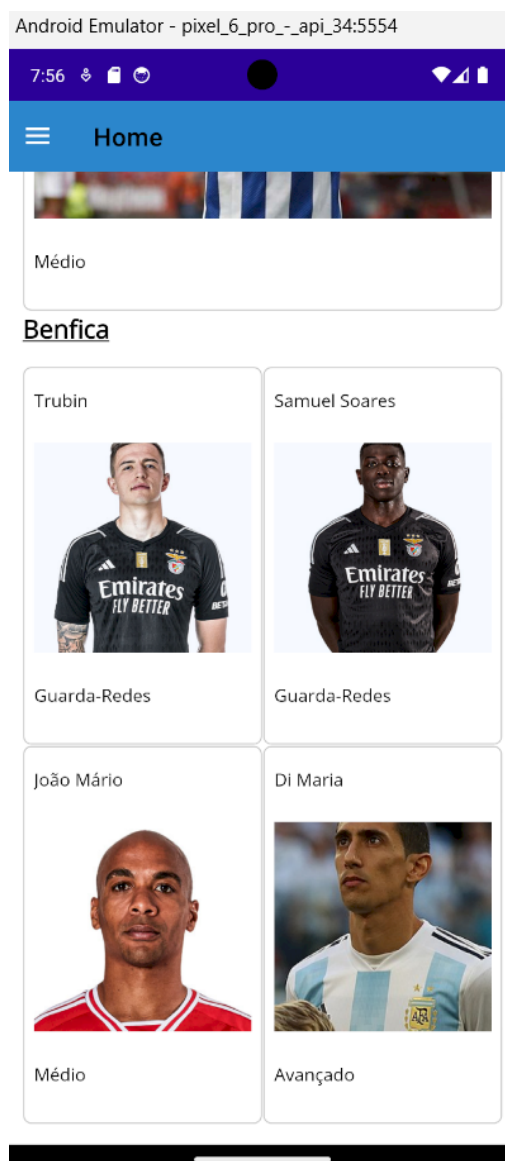 Android Emulator - pixel_6_pro_-_api_34:5554
7:56
Home
Médio
Benfica
Trubin
Samuel Soares
Emirates
FLY BETTER
Emirates
FLY BETTER
Guarda-Redes
Guarda-Redes
João Mário
Di Maria
AFA
Médio
Avançado